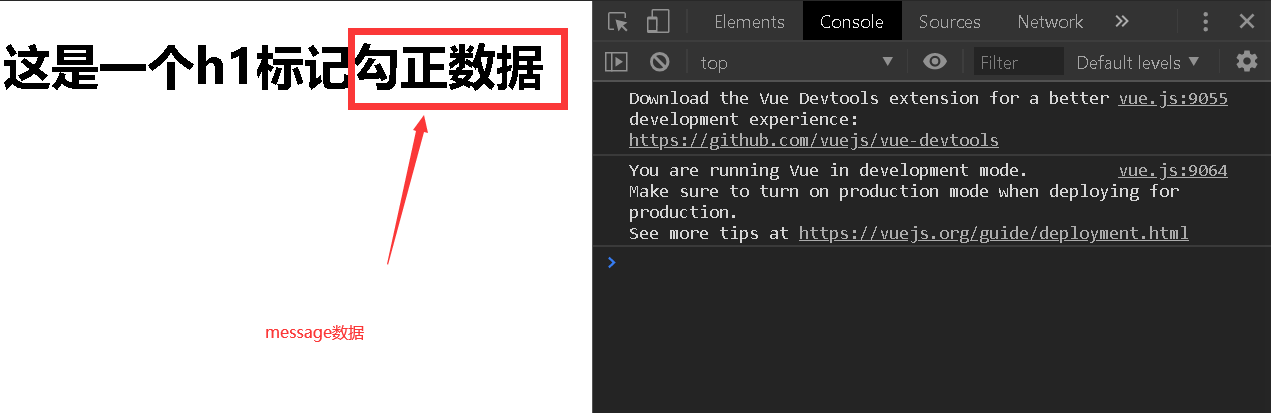 这是一个h1标记勾正数据
message数据
Elements Console Sources Network
top Filter Default levels ▼
Download the Vue Devtools extension for a better vue.js:9055
development experience:
https://github.com/vuejs/vue-devtools
You are running Vue in development mode. vue.js:9064
Make sure to turn on production mode when deploying for
production.
See more tips at https://vuejs.org/guide/deployment.html